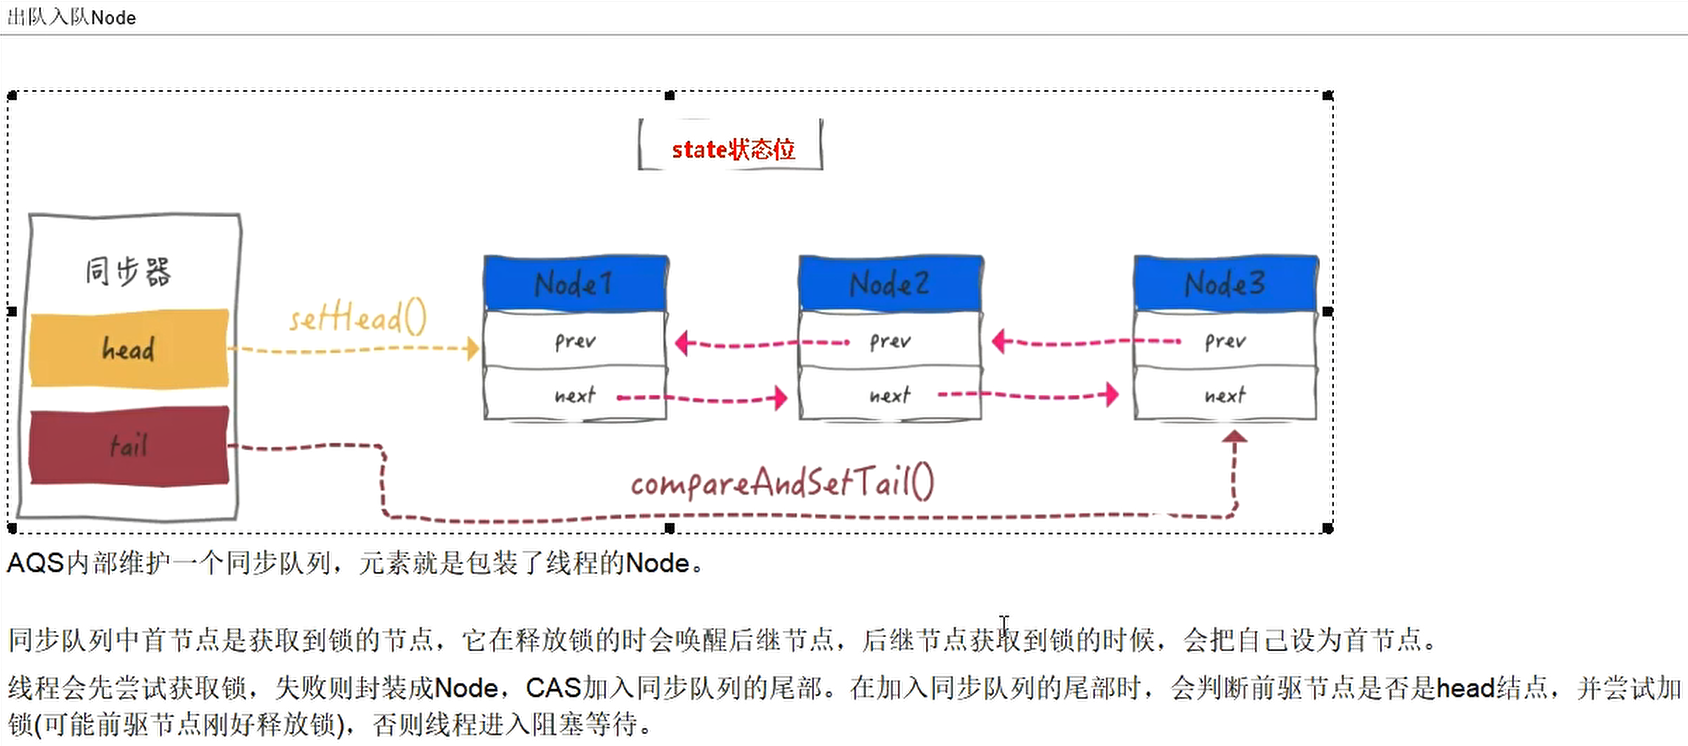 出队入队Node
state状态位
同步器
head
tail
setHead()
Node1
prev
next
Node2
prev
next
Node3
prev
next
compareAndSetTail()
AQS内部维护一个同步队列，元素就是包装了线程的Node。
同步队列中首节点是获取到锁的节点，它在释放锁的时会唤醒后继节点，后继节点获取到锁的时候，会把自己设为首节点。
线程会先尝试获取锁，失败则封装成Node，CAS加入同步队列的尾部。在加入同步队列的尾部时，会判断前驱节点是否是head结点，并尝试加
锁(可能前驱节点刚好释放锁)，否则线程进入阻塞等待。